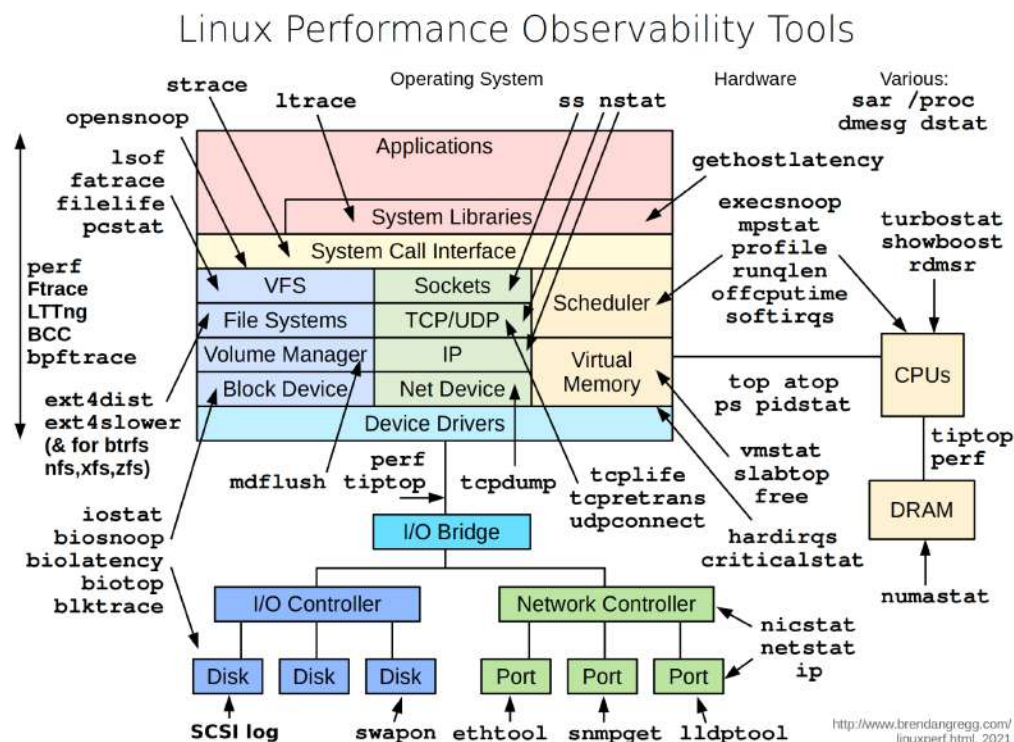 Linux Performance Observability Tools
Operating System
Hardware
Various:
sar /proc
dmesg dstat
strace
ltrace
ss nstat
opensnoop
lsof
fatrace
filelife
pcstat
gethostlatency
Applications
System Libraries
System Call Interface
VFS
Sockets
Scheduler
File Systems
TCP/UDP
Volume Manager
IP
Virtual
Memory
Block Device
Net Device
Device Drivers
perf
Ftrace
LTTng
BCC
bpftrace
execsnoop
mpstat
profile
runqlen
offcputime
softirqs
turbostat
showboost
rdmsr
CPUs
top atop
ps pidstat
tiptop
perf
DRAM
numastat
ext4dist
ext4slower
(& for btrfs
nfs,xfs,zfs)
mdflush
perf
tiptop
tcpdump
tcplife
tcpretrans
udpconnect
vmstat
slabtop
free
hardirqs
criticalstat
iostat
biosnoop
biolatency
biotop
blktrace
I/O Bridge
I/O Controller
Network Controller
nicstat
netstat
ip
Disk
Disk
Disk
Port
Port
Port
SCSI log
swapon
ethtool
snmpget
lldptool
http://www.brendangregg.com/
linuxperf.html, 2021